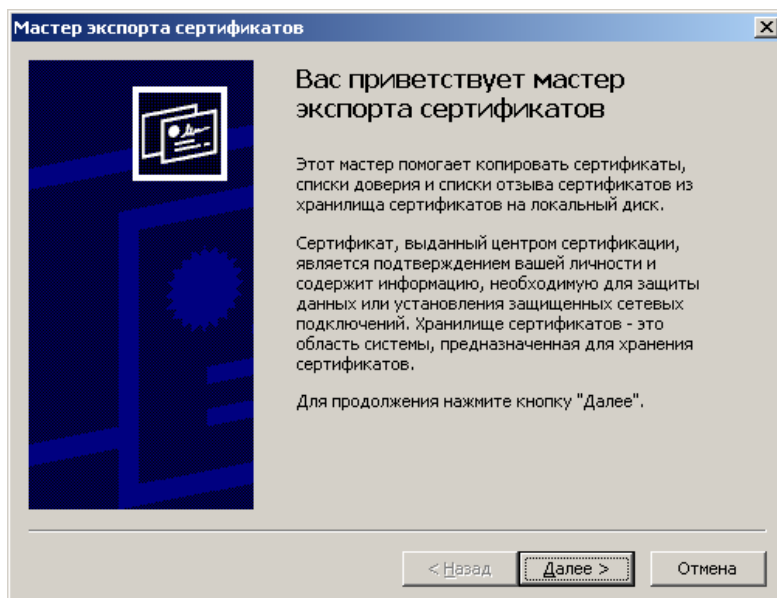 Мастер экспорта сертификатов
Вас приветствует мастер
экспорта сертификатов
Этот мастер помогает копировать сертификаты,
списки доверия и списки отзыва сертификатов из
хранилища сертификатов на локальный диск.
Сертификат, выданный центром сертификации,
является подтверждением вашей личности и
содержит информацию, необходимую для защиты
данных или установления защищенных сетевых
подключений. Хранилище сертификатов - это
область системы, предназначенная для хранения
сертификатов.
Для продолжения нажмите кнопку "Далее".
< Назад Далее > Отмена